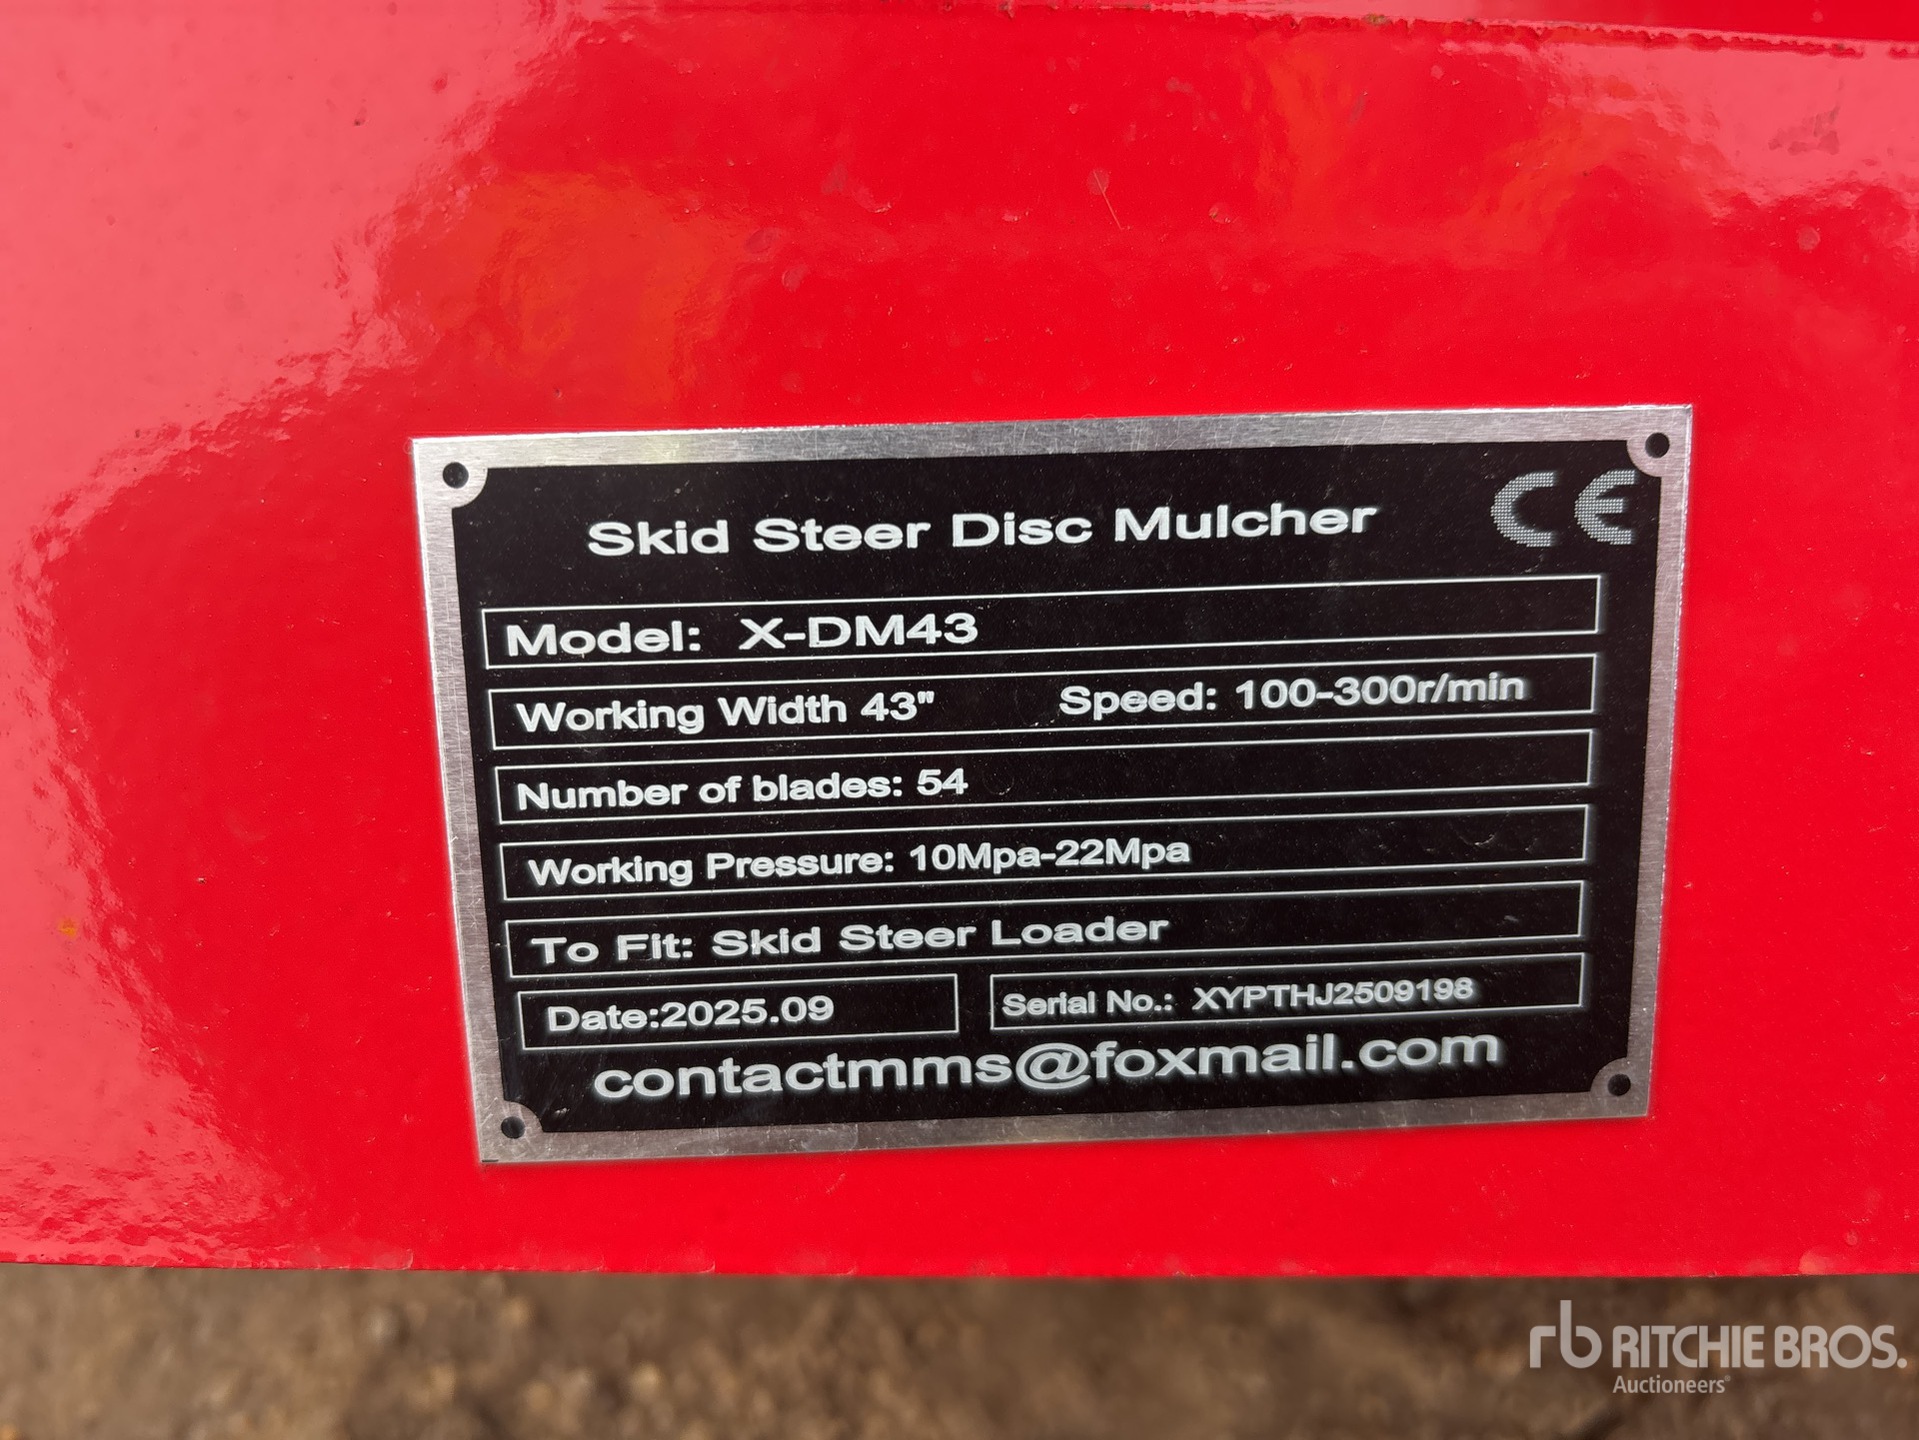 Skid Steer Disc Mulcher CE
Model: X-DM43
Working Width 43" Speed: 100-300r/min
Number of blades: 54
Working Pressure: 10Mpa-22Mpa
To Fit: Skid Steer Loader
Date:2025.09 Serial No.: XYPTHJ2509198
contactmms@foxmail.com
rb RITCHIE BROS.
Auctioneers®